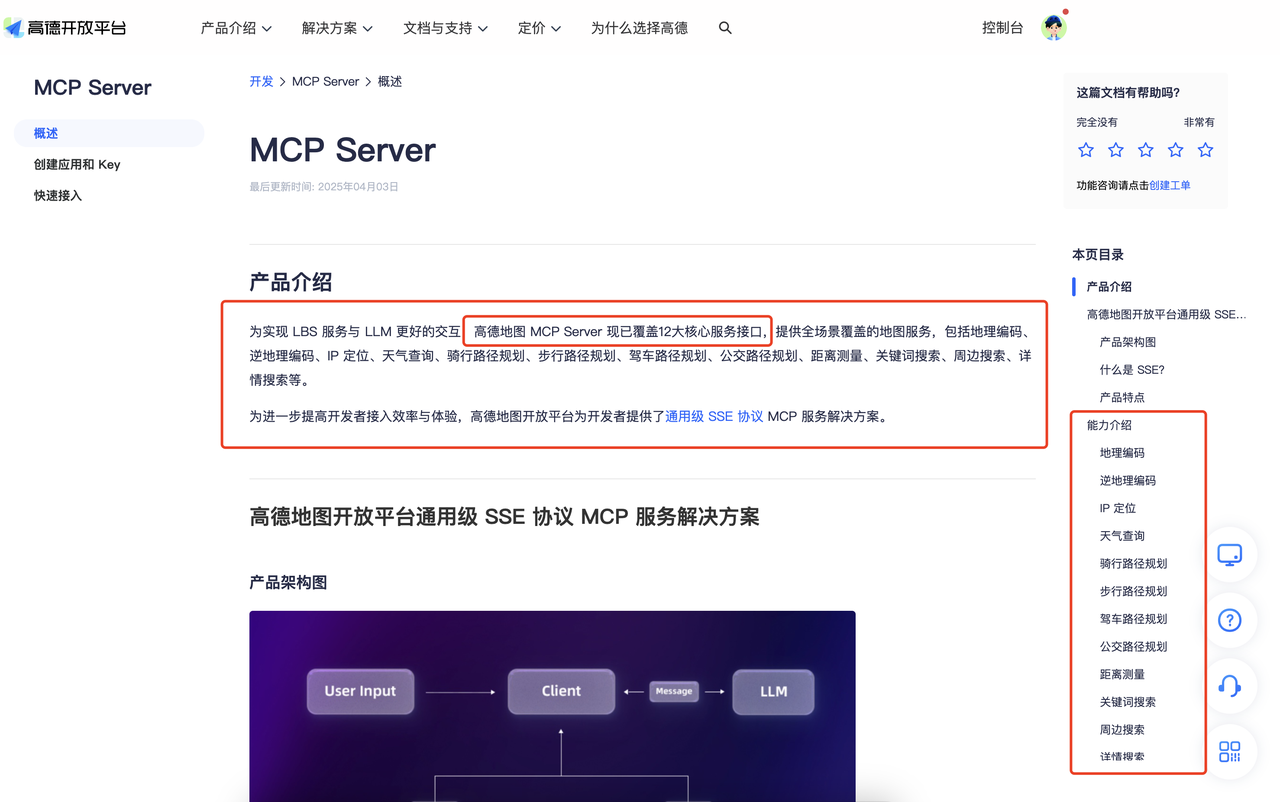 高德开放平台
产品介绍
解决方案
文档与支持
定价
为什么选择高德
控制台
MCP Server
概述
创建应用和 Key
快速接入
开发 > MCP Server > 概述
MCP Server
最后更新时间: 2025年04月03日
产品介绍
为实现 LBS 服务与 LLM 更好的交互 高德地图 MCP Server 现已覆盖12大核心服务接口，提供全场景覆盖的地图服务，包括地理编码、
逆地理编码、IP 定位、天气查询、骑行路径规划、步行路径规划、驾车路径规划、公交路径规划、距离测量、关键词搜索、周边搜索、详
情搜索等。
为进一步提高开发者接入效率与体验，高德地图开放平台为开发者提供了通用级 SSE 协议 MCP 服务解决方案。
高德地图开放平台通用级 SSE 协议 MCP 服务解决方案
产品架构图
User Input
Client
Message
LLM
这篇文档有帮助吗?
完全没有
非常有
功能咨询请点击创建工单
本页目录
产品介绍
高德地图开放平台通用级 SSE...
产品架构图
什么是 SSE?
产品特点
能力介绍
地理编码
逆地理编码
IP 定位
天气查询
骑行路径规划
步行路径规划
驾车路径规划
公交路径规划
距离测量
关键词搜索
周边搜索
详情搜索